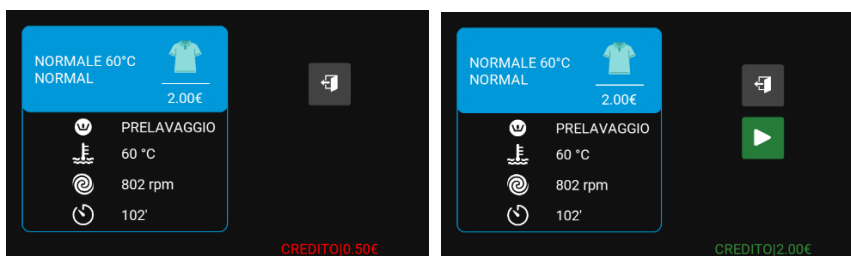 NORMALE 60°C
NORMAL
2.00€
PRELAVAGGIO
60 °C
802 rpm
102'
CREDITO|0.50€
NORMALE 60°C
NORMAL
2.00€
PRELAVAGGIO
60 °C
802 rpm
102'
CREDITO|2.00€